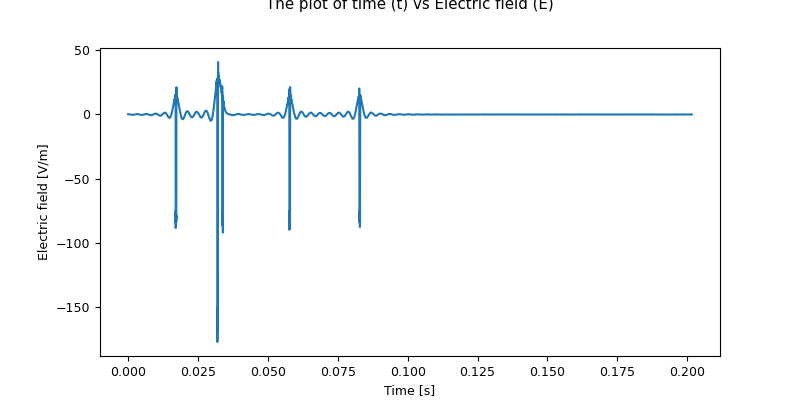 The plot of time (t) vs Electric field (E)
50
0
−50
−100
−150
Electric field [V/m]
0.000 0.025 0.050 0.075 0.100 0.125 0.150 0.175 0.200
Time [s]